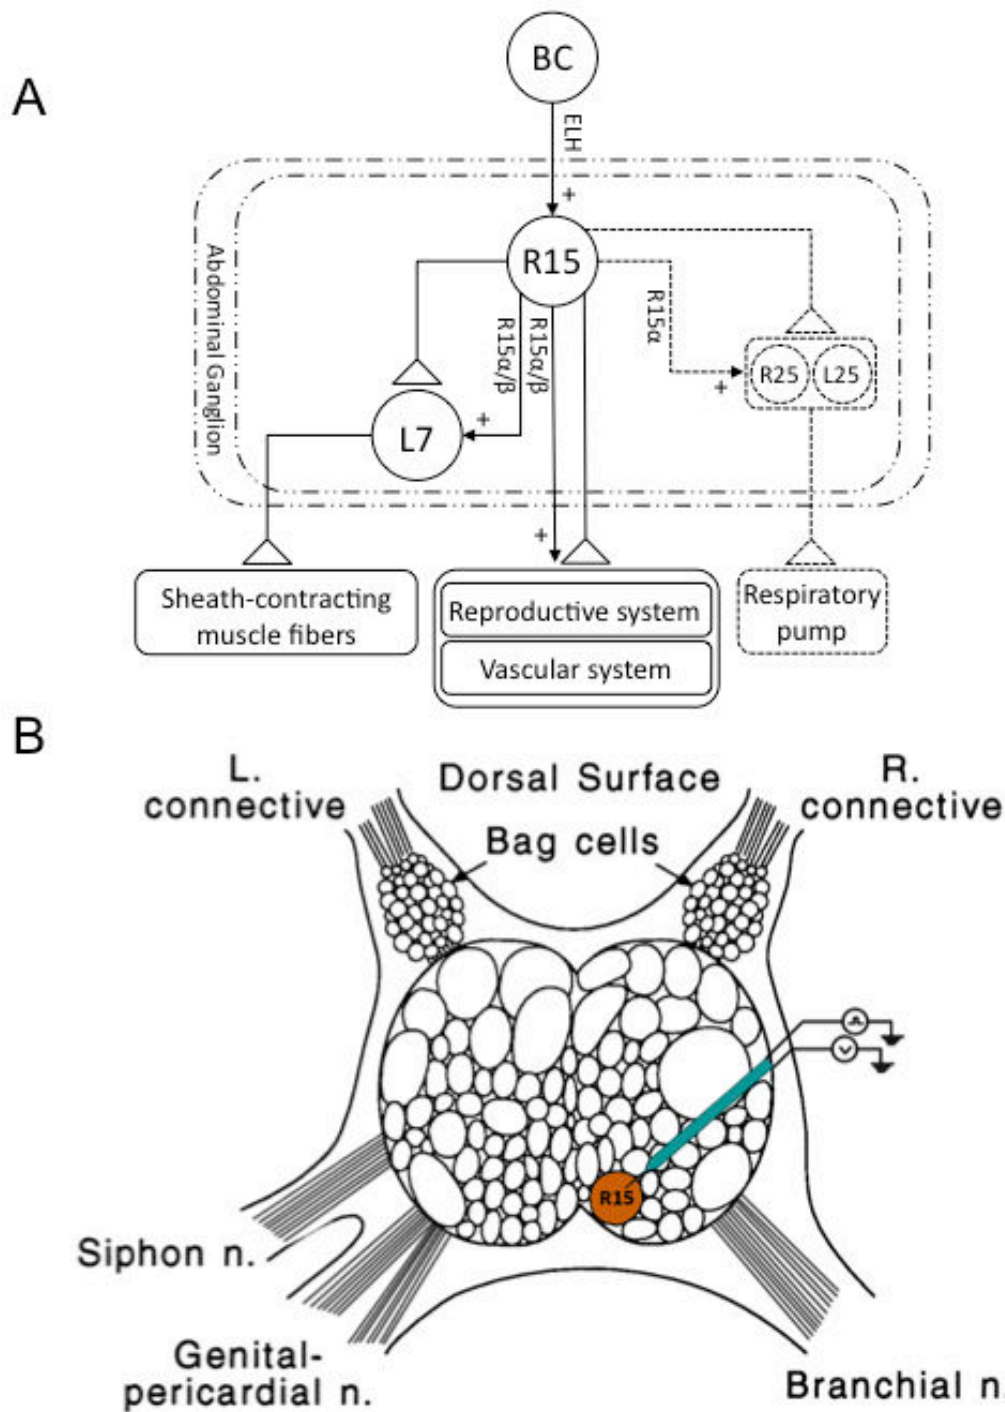 A
BC
ELH
+
Abdominal Ganglion
R15
R15α/β
R15α/β
R15α
+
R25
L25
+
L7
+
Sheath-contracting
muscle fibers
Reproductive system
Vascular system
Respiratory
pump
B
L.
connective
Dorsal Surface
R.
connective
Bag cells
R15
Siphon n.
Genital-
pericardial n.
Branchial n.